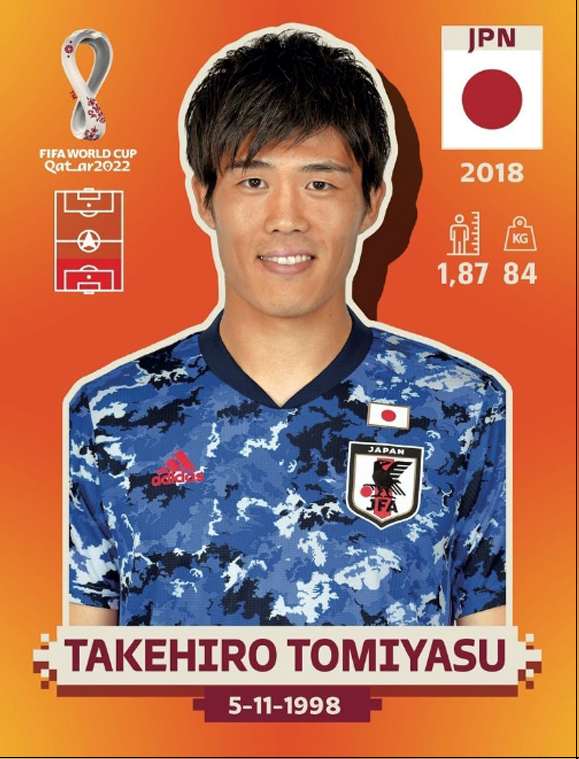 JPN
FIFA WORLD CUP
Qatar2022
2018
KG
1,87 84
JAPAN
JFA
adidas
TAKEHIRO TOMIYASU
5-11-1998